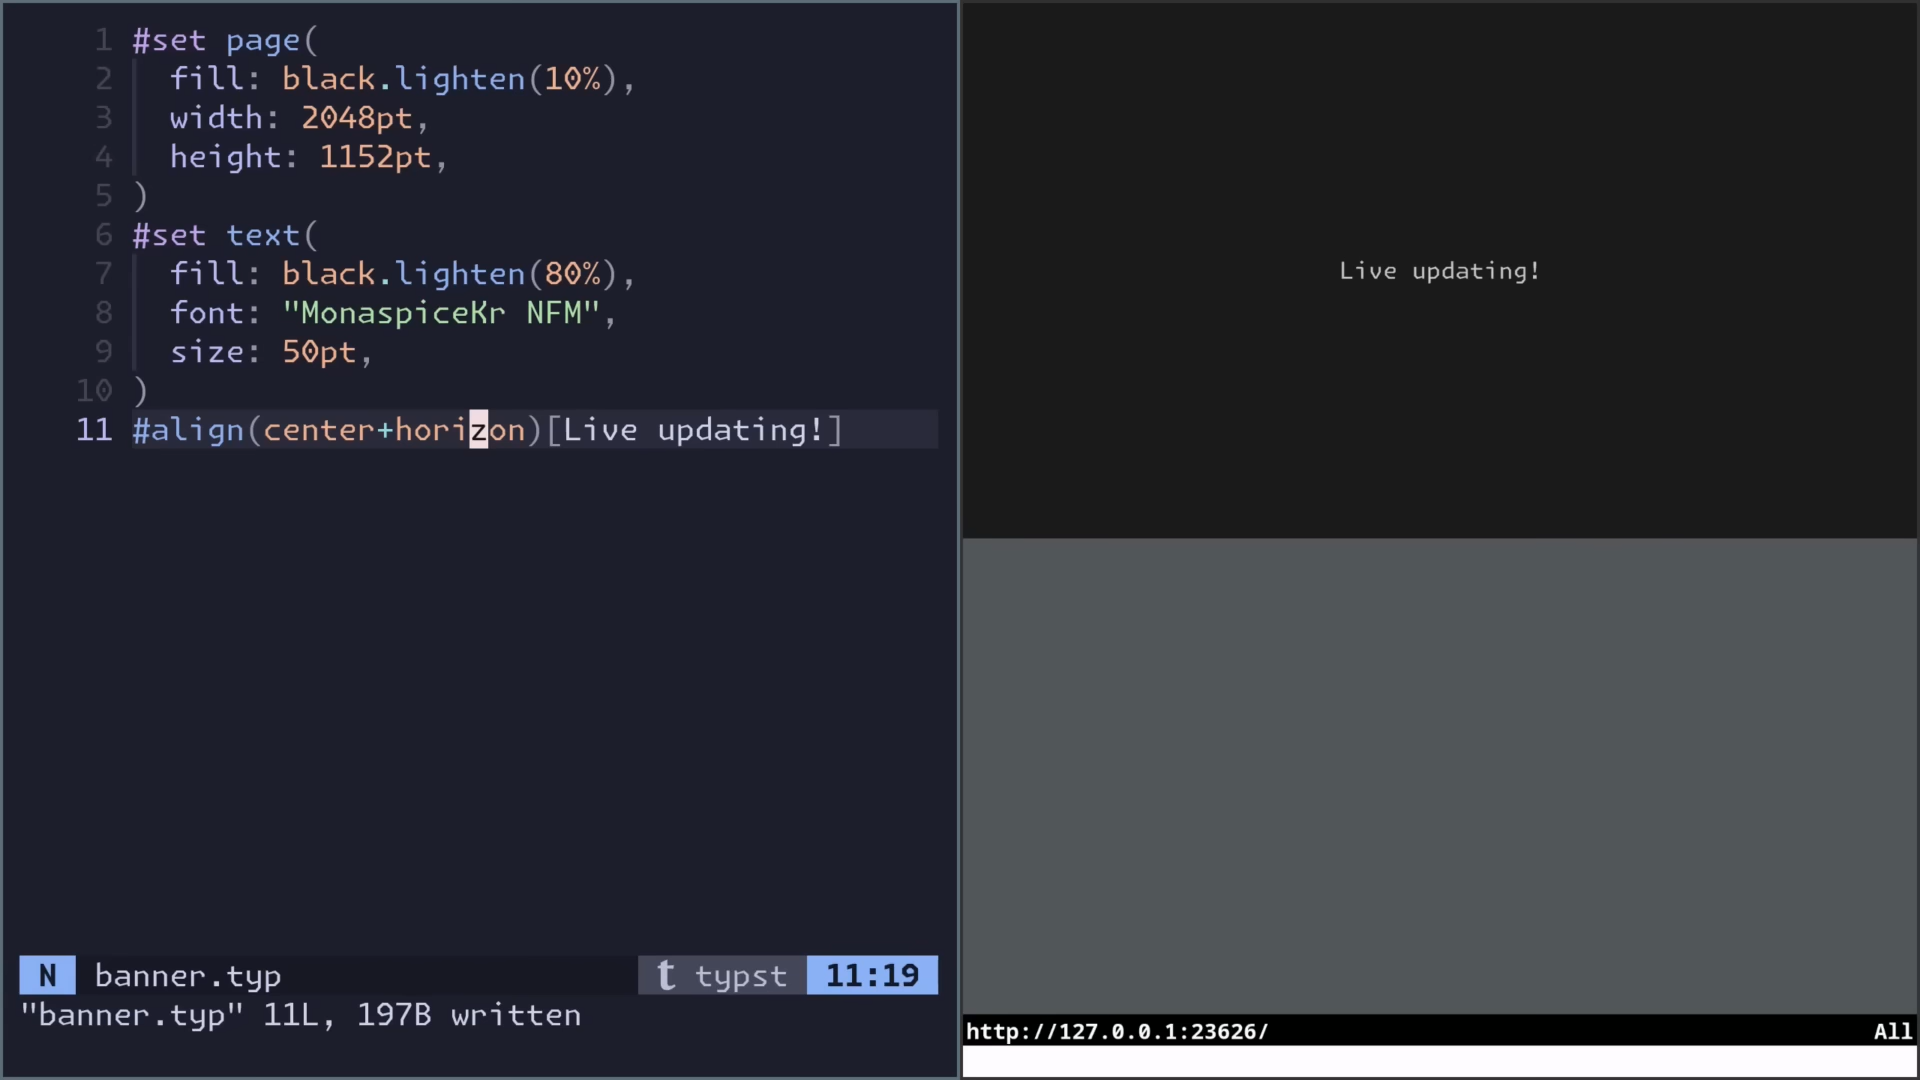 1 #set page(
2 fill: black.lighten(10%),
3 width: 2048pt,
4 height: 1152pt,
5 )
6 #set text(
7 fill: black.lighten(80%),
8 font: "MonaspiceKr NFM",
9 size: 50pt,
10 )
11 #align(center+horizon)[Live updating!]
N banner.typ t typst 11:19
"banner.typ" 11L, 197B written
Live updating!
http://127.0.0.1:23626/ All